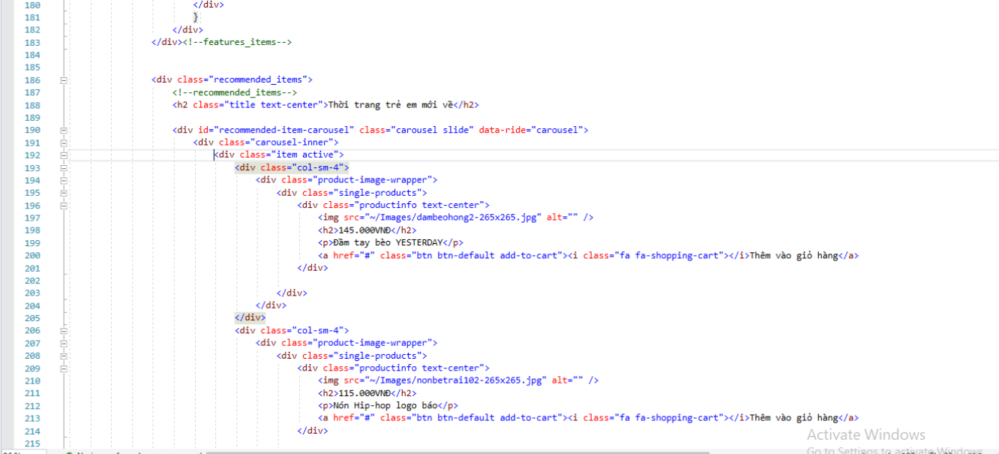 180 </div>
181 }
182 </div>
183 </div><!--features_items-->
184
185
186 <div class="recommended_items">
187 <!--recommended_items-->
188 <h2 class="title text-center">Thời trang trẻ em mới về</h2>
189
190 <div id="recommended-item-carousel" class="carousel slide" data-ride="carousel">
191 <div class="carousel-inner">
192 <div class="item active">
193 <div class="col-sm-4">
194 <div class="product-image-wrapper">
195 <div class="single-products">
196 <div class="productinfo text-center">
197 <img src="~/Images/dambeohong2-265x265.jpg" alt="" />
198 <h2>145.000VNĐ</h2>
199 <p>Đầm tay bèo YESTERDAY</p>
200 <a href="#" class="btn btn-default add-to-cart"><i class="fa fa-shopping-cart"></i>Thêm vào giỏ hàng</a>
201 </div>
202
203 </div>
204 </div>
205 </div>
206 <div class="col-sm-4">
207 <div class="product-image-wrapper">
208 <div class="single-products">
209 <div class="productinfo text-center">
210 <img src="~/Images/nonbetrai102-265x265.jpg" alt="" />
211 <h2>115.000VNĐ</h2>
212 <p>Nón Hip-hop logo báo</p>
213 <a href="#" class="btn btn-default add-to-cart"><i class="fa fa-shopping-cart"></i>Thêm vào giỏ hàng</a>
214 </div>
215
Activate Windows
Go to Settings to activate Windows.